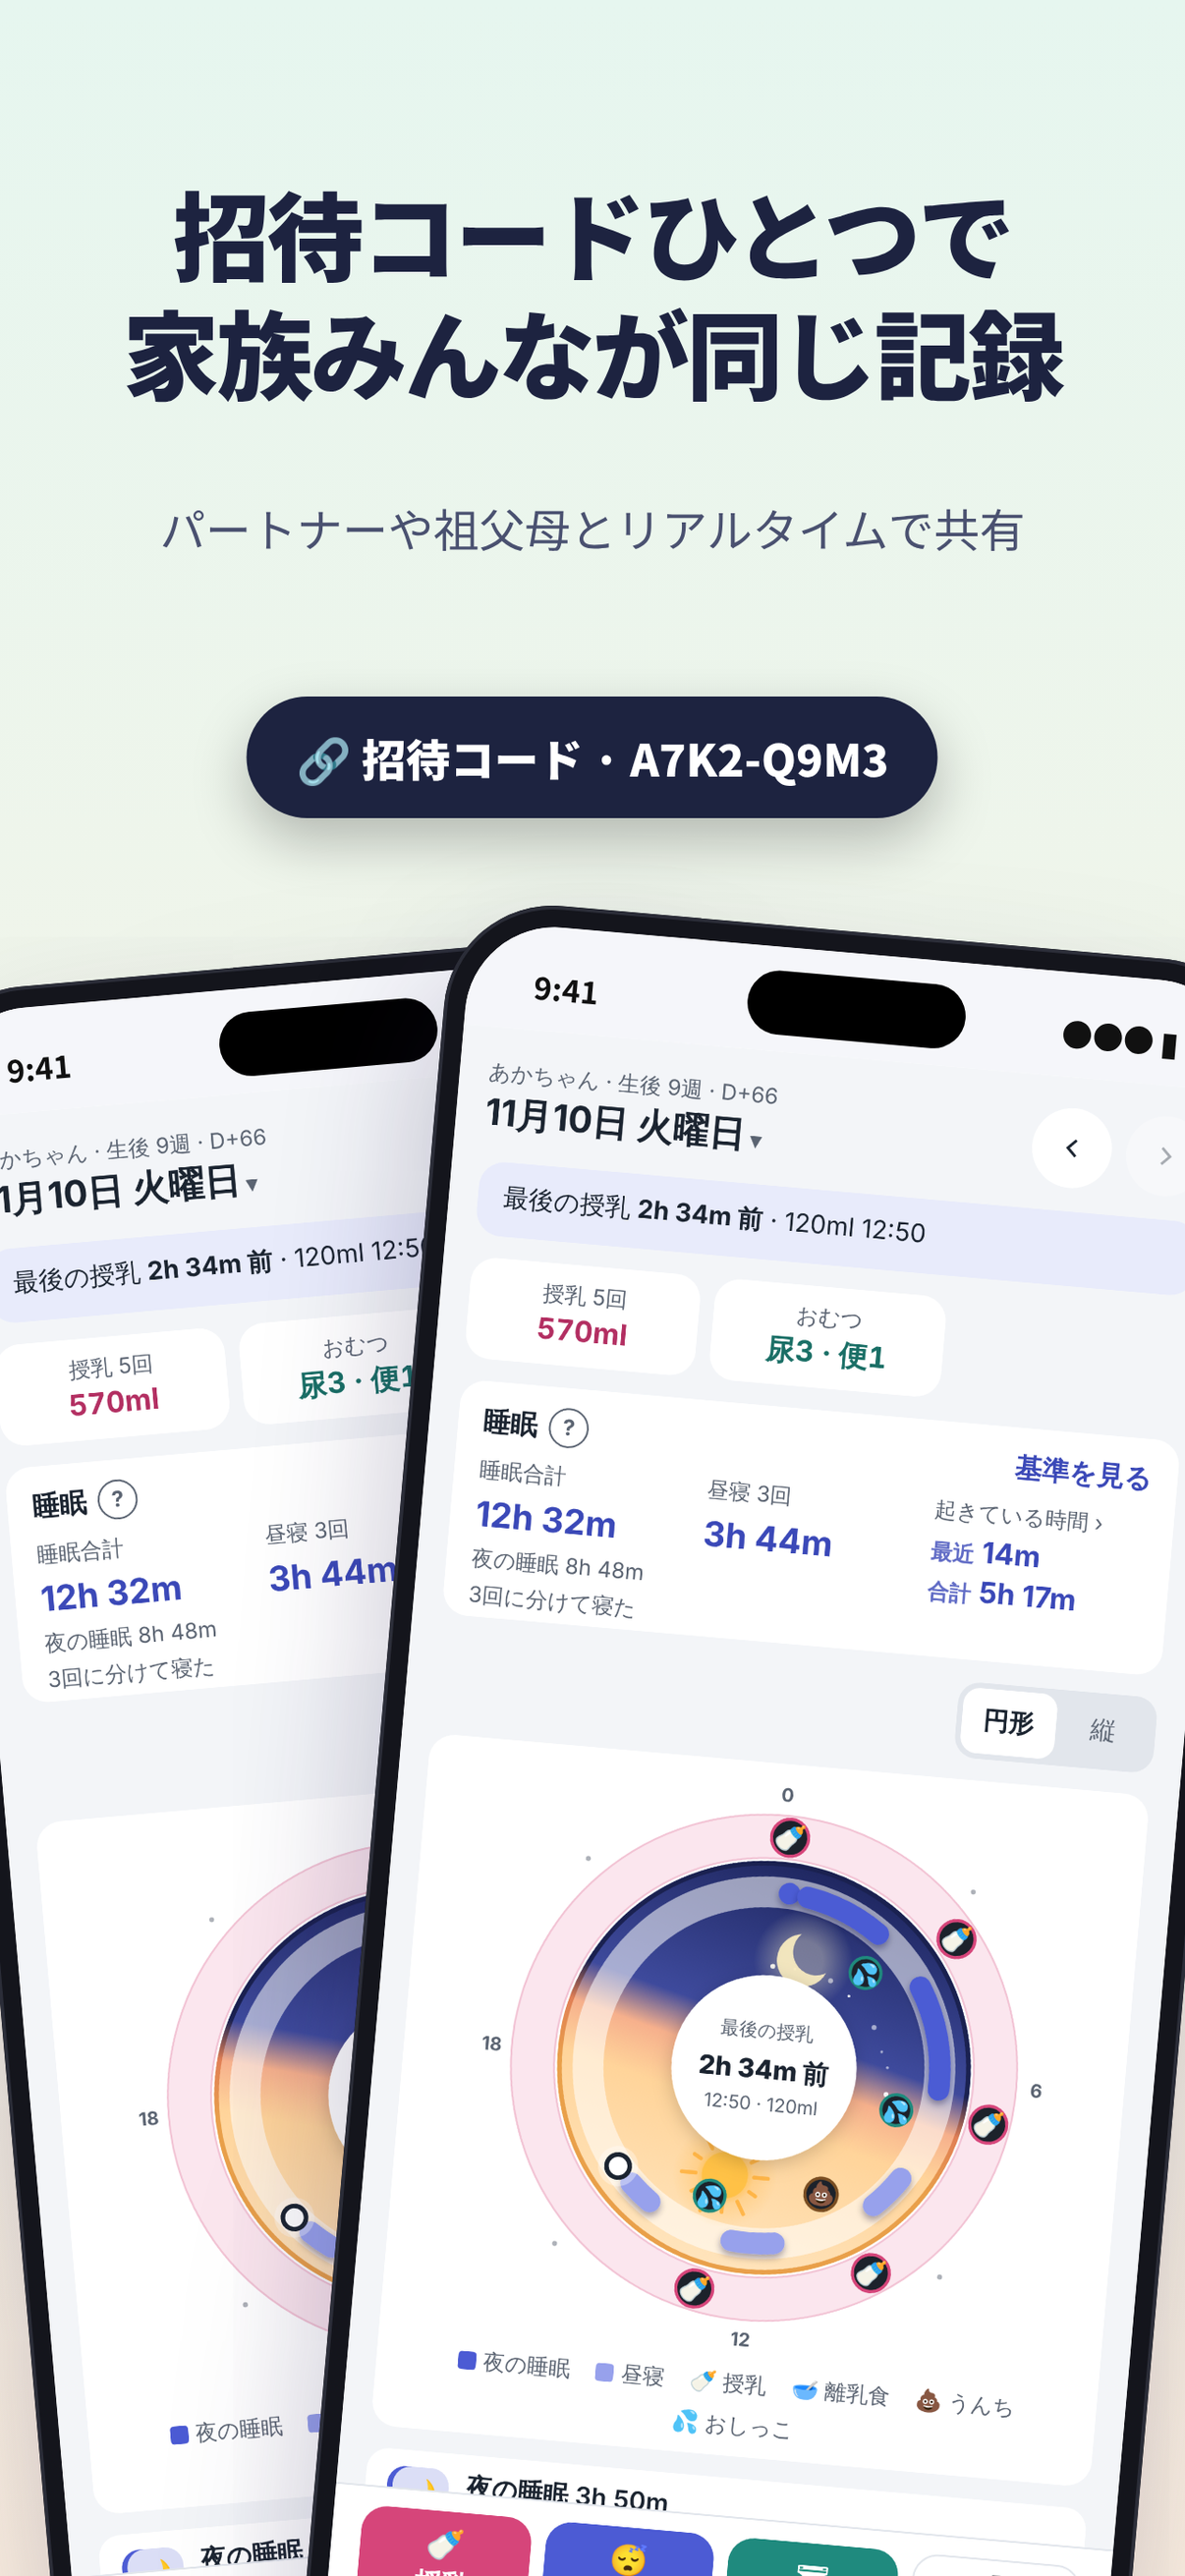 招待コードひとつで
家族みんなが同じ記録
パートナーや祖父母とリアルタイムで共有
🔗 招待コード · A7K2-Q9M3
9:41
かちゃん · 生後 9週 · D+66
1月10日 火曜日 ▾
最後の授乳 2h 34m 前 · 120ml 12:50
授乳 5回
570ml
おむつ
尿3 · 便1
睡眠 ?
睡眠合計
12h 32m
夜の睡眠 8h 48m
3回に分けて寝た
昼寝 3回
3h 44m
18
夜の睡眠
夜の睡眠
9:41
あかちゃん · 生後 9週 · D+66
11月10日 火曜日 ▾
最後の授乳 2h 34m 前 · 120ml 12:50
授乳 5回
570ml
おむつ
尿3 · 便1
睡眠 ?
基準を見る
睡眠合計
12h 32m
夜の睡眠 8h 48m
3回に分けて寝た
昼寝 3回
3h 44m
起きている時間 ›
最近 14m
合計 5h 17m
円形 縦
0
18
6
12
最後の授乳
2h 34m 前
12:50 · 120ml
夜の睡眠 昼寝 🍼 授乳 🥣 離乳食 💩 うんち
💦 おしっこ
夜の睡眠 3h 50m